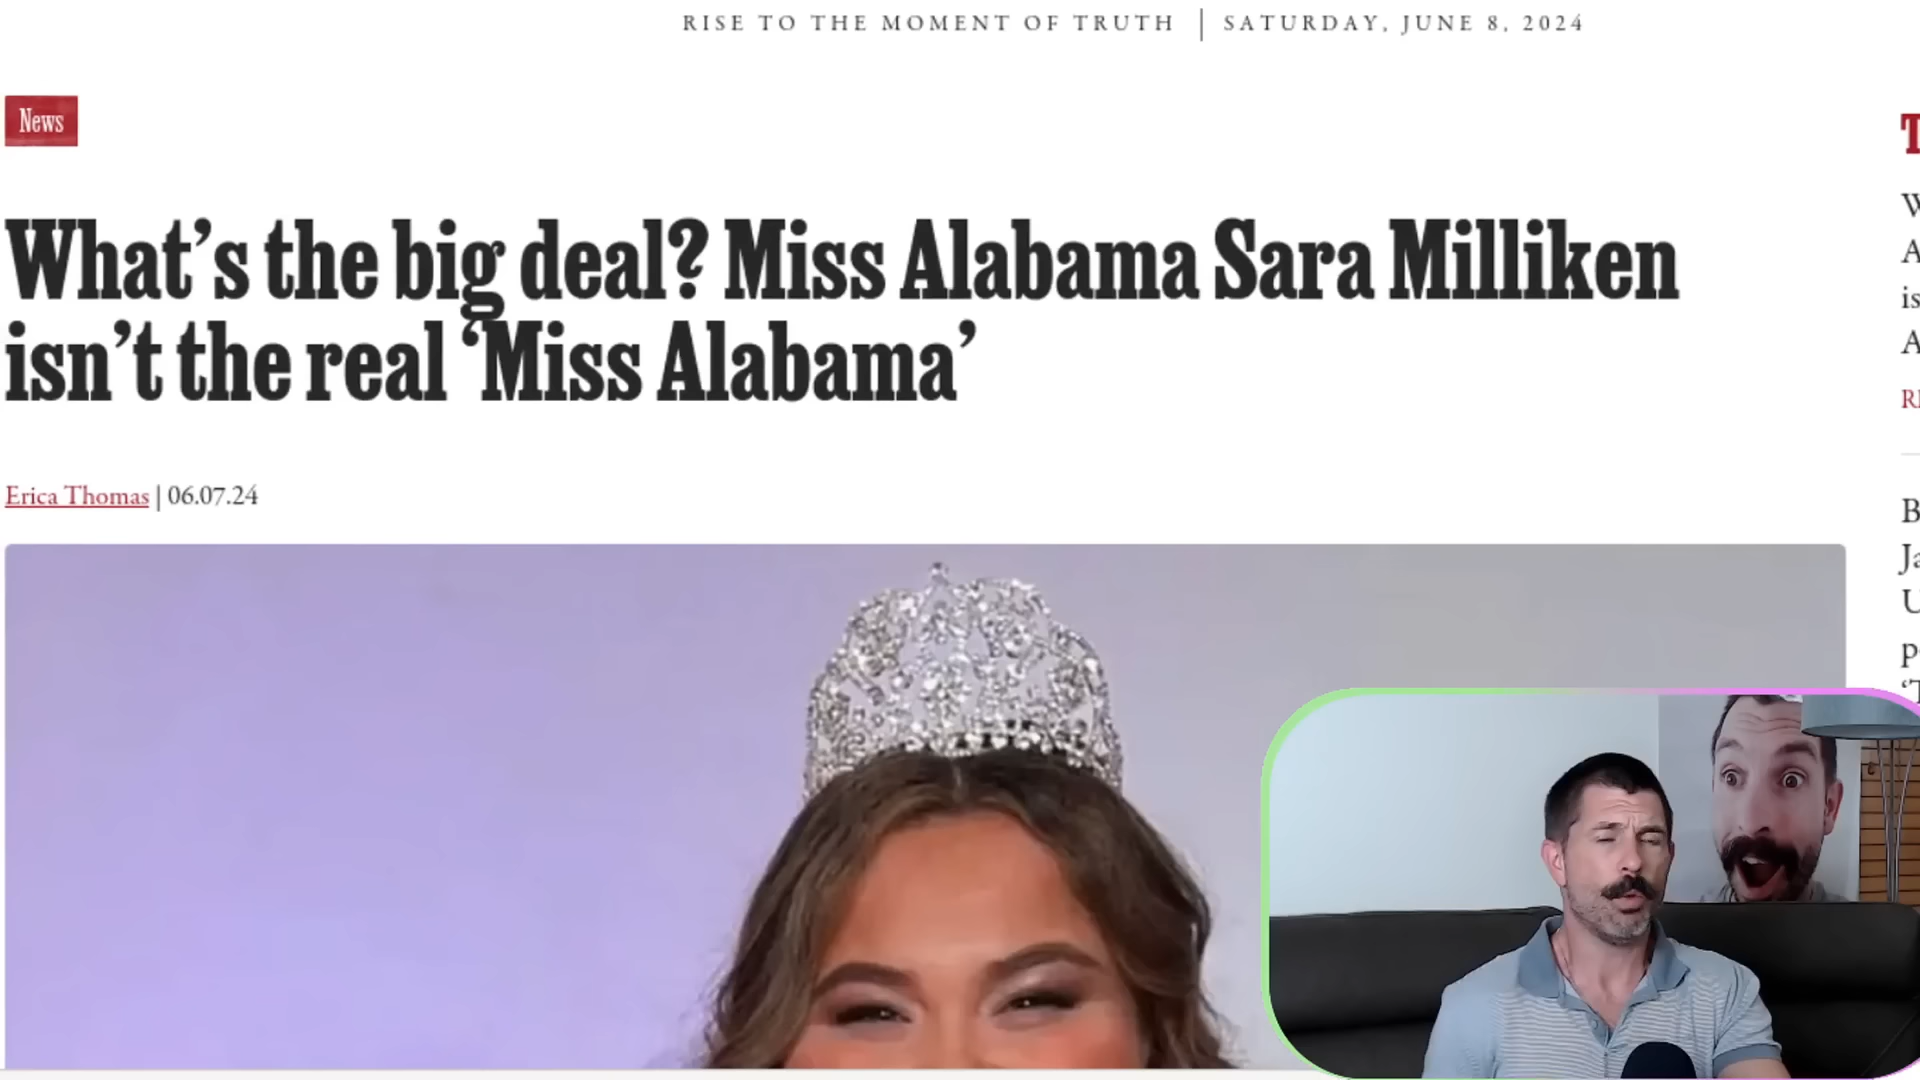 RISE TO THE MOMENT OF TRUTH | SATURDAY, JUNE 8, 2024
News
What’s the big deal? Miss Alabama Sara Milliken
isn’t the real ‘Miss Alabama’
Erica Thomas | 06.07.24